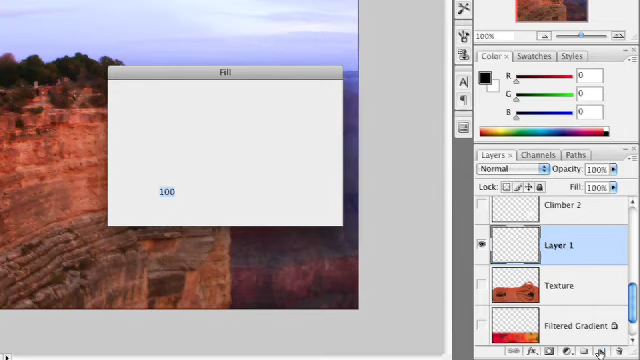 100%
Fill
Color × Swatches Styles
R 0
G 0
B 0
100
A
Layers × Channels Paths
Normal Opacity: 100%
Lock: Fill: 100%
Climber 2
Layer 1
Texture
Filtered Gradient
fx